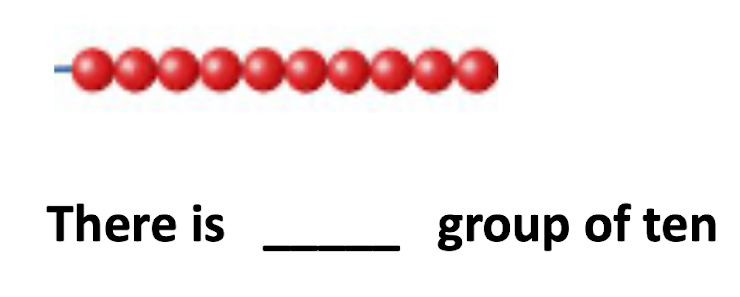 There is _____ group of ten